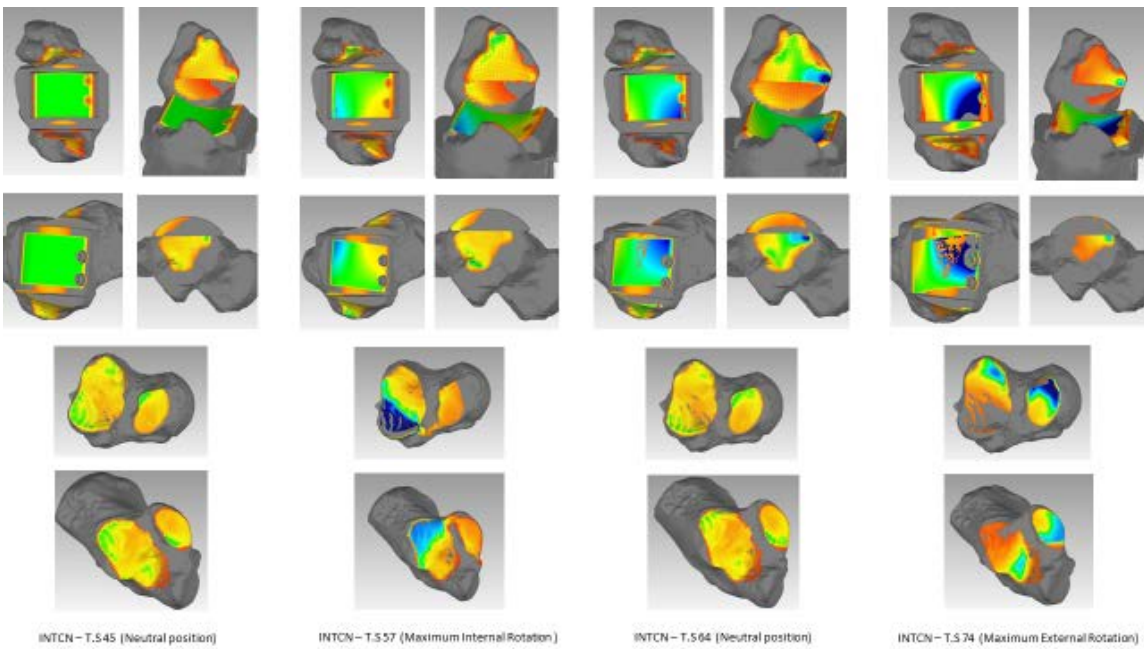 INTCN – T.S45 (Neutral position)
INTCN – T.S57 (Maximum Internal Rotation )
INTCN – T.S64 (Neutral position)
INTCN – T.S74 (Maximum External Rotation)